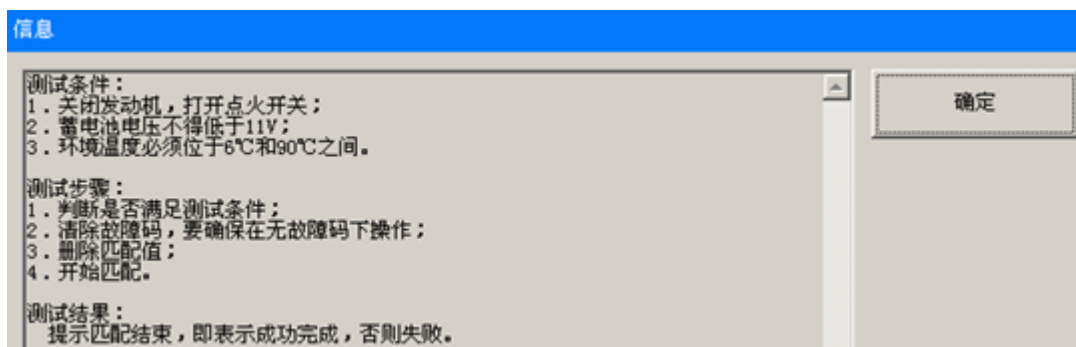 信息
测试条件：
1．关闭发动机，打开点火开关；
2．蓄电池电压不得低于11V；
3．环境温度必须位于6℃和90℃之间。
测试步骤：
1．判断是否满足测试条件；
2．清除故障码，要确保在无故障码下操作；
3．册除匹配值；
4．开始匹配。
测试结果：
提示匹配结束，即表示成功完成，否则失败。
确定